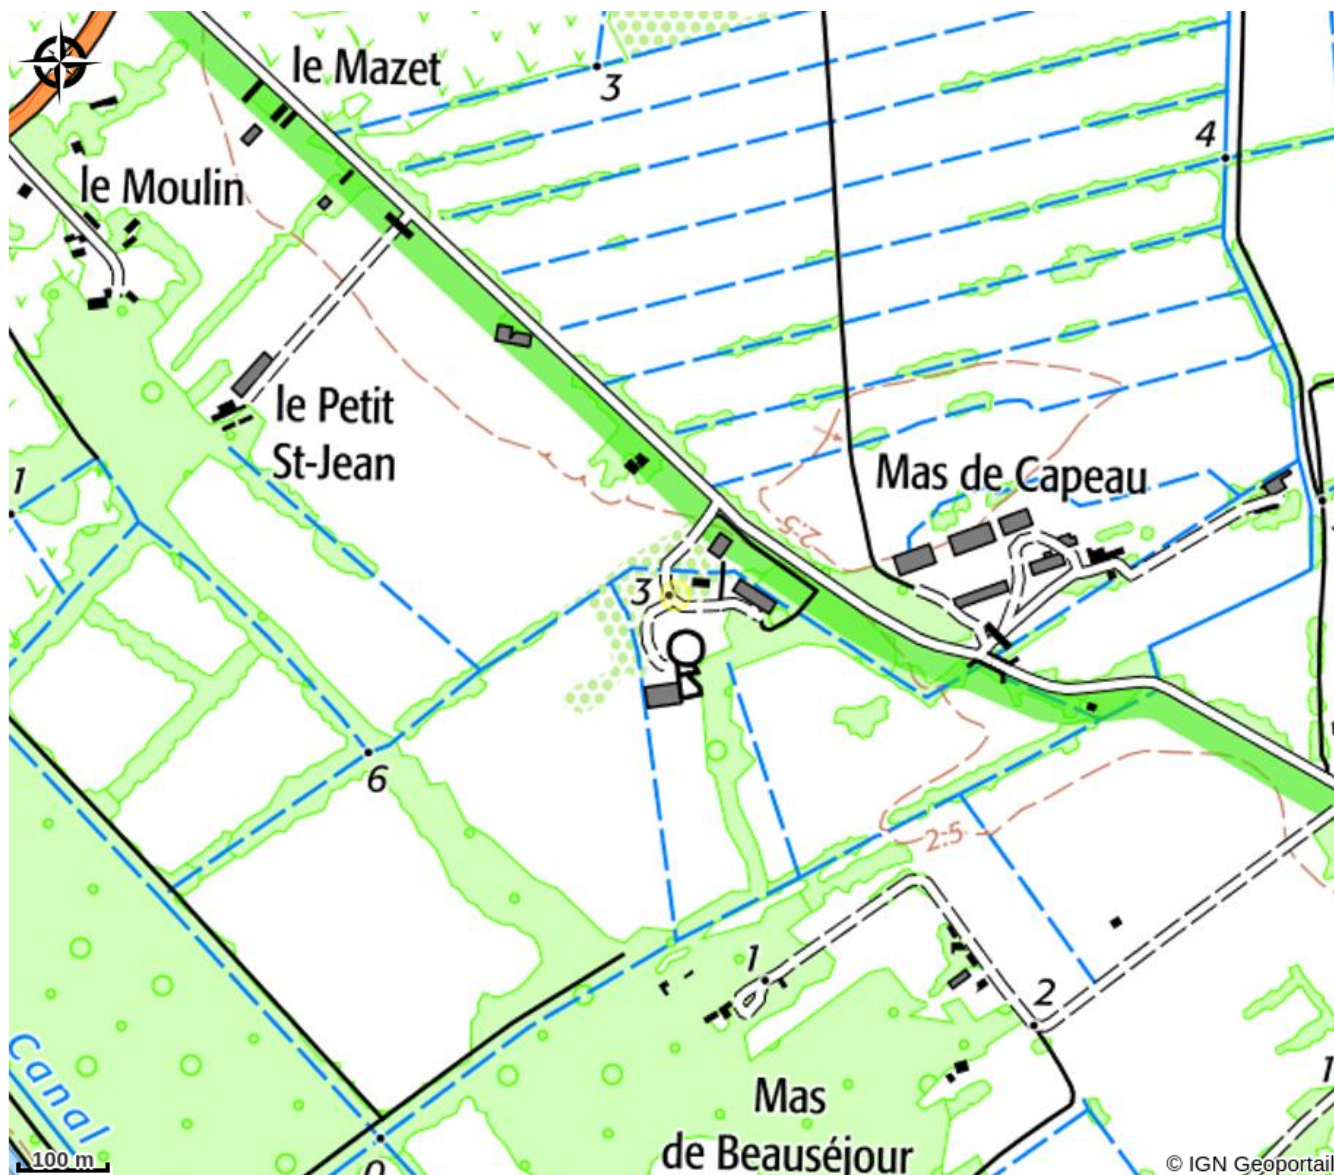 le Mazet
3
4
le Moulin
le Petit
St-Jean
1
Mas de Capeau
2.5
3
6
2.5
1
2
Canal
Mas
de Beauséjour
1
0
100 m
© IGN Geoportail